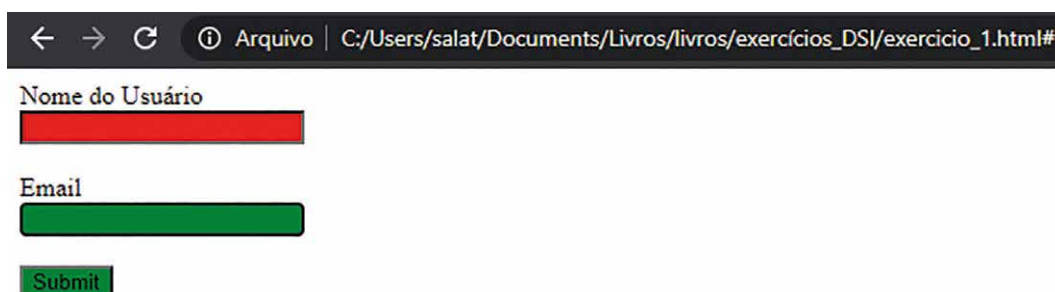 Arquivo | C:/Users/salat/Documents/Livros/livros/exercícios_DSI/exercicio_1.html#
Nome do Usuário
Email
Submit